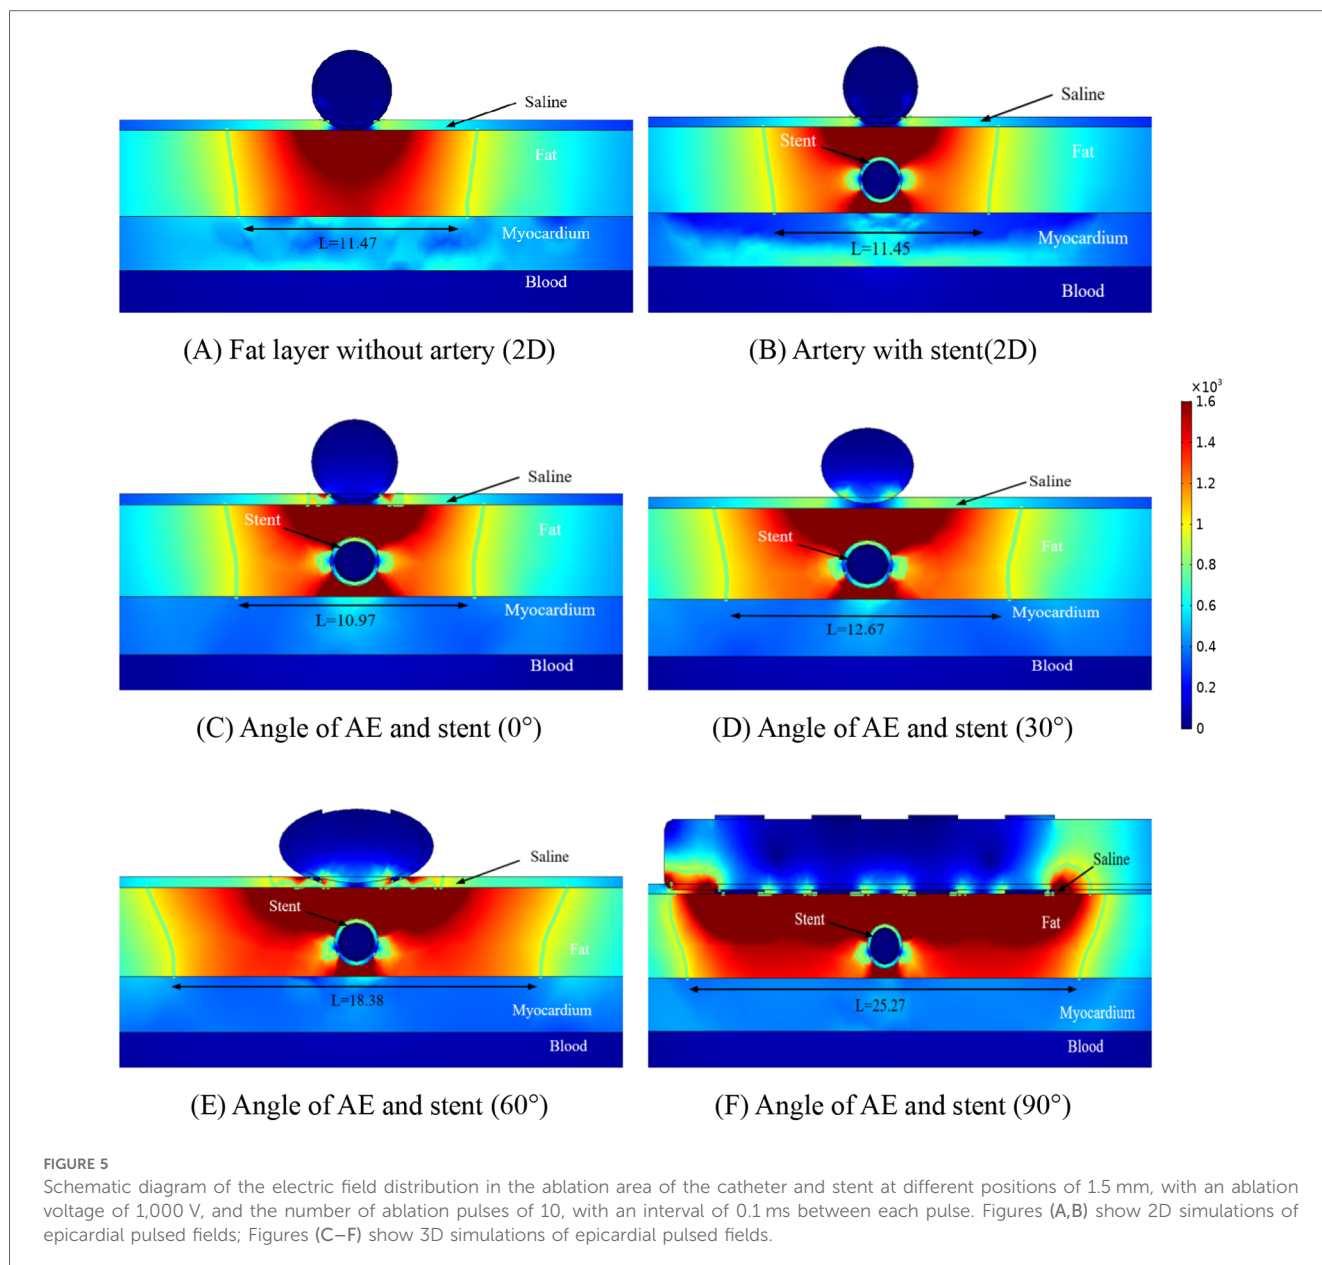 Saline
Fat
Myocardium
L=11.47
Blood
(A) Fat layer without artery (2D)
Saline
Stent
Fat
Myocardium
L=11.45
Blood
(B) Artery with stent(2D)
×10³
1.6
1.4
1.2
1
0.8
0.6
0.4
0.2
0
Saline
Stent
Fat
Myocardium
L=10.97
Blood
(C) Angle of AE and stent (0°)
Saline
Stent
Fat
Myocardium
L=12.67
Blood
(D) Angle of AE and stent (30°)
Saline
Stent
Fat
L=18.38
Myocardium
Blood
(E) Angle of AE and stent (60°)
Saline
Stent
Fat
L=25.27
Myocardium
Blood
(F) Angle of AE and stent (90°)
FIGURE 5
Schematic diagram of the electric field distribution in the ablation area of the catheter and stent at different positions of 1.5 mm, with an ablation
voltage of 1,000 V, and the number of ablation pulses of 10, with an interval of 0.1 ms between each pulse. Figures (A,B) show 2D simulations of
epicardial pulsed fields; Figures (C–F) show 3D simulations of epicardial pulsed fields.